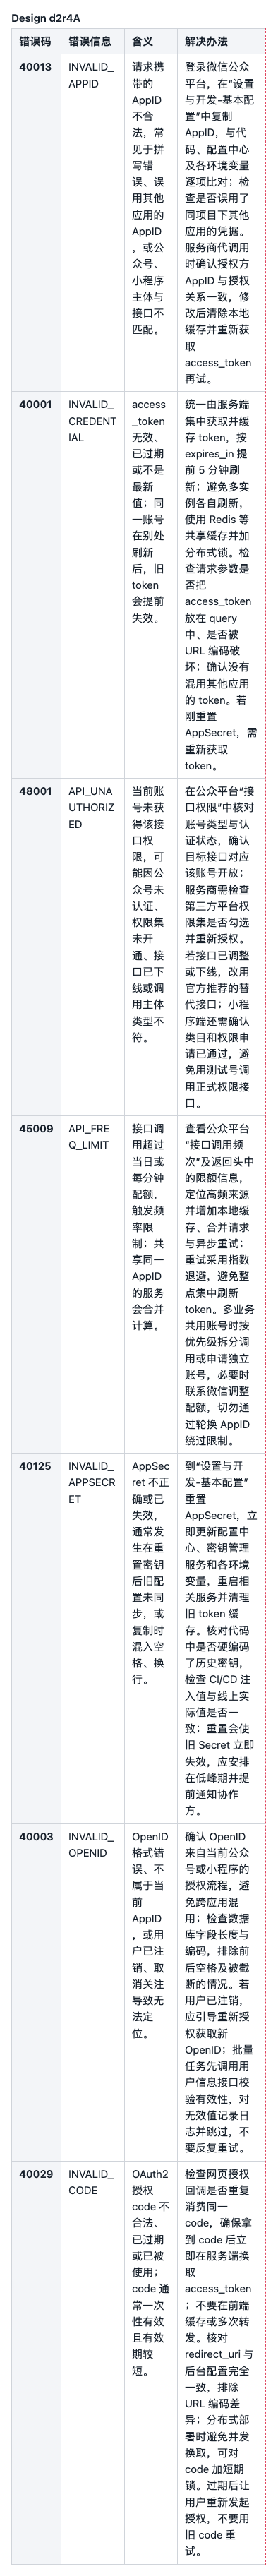 Design d2r4A
错误码 错误信息 含义 解决办法
40013
INVALID_
APPID
请求携
带的
AppID
不合
法，常
见于拼
写错
误、误
用其他
应用的
AppID
，或公
众号、
小程序
主体与
接口不
匹配。
登录微信公众
平台，在“设置
与开发-基本配
置”中复制
AppID，与代
码、配置中心
及各环境变量
逐项比对；检
查是否误用了
同项目下其他
应用的凭据。
服务商代调用
时确认授权方
AppID 与授权
关系一致，修
改后清除本地
缓存并重新获
取
access_token
再试。
40001
INVALID_
CREDENT
IAL
access
_token
无效、
已过期
或不是
最新
值；同
一账号
在别处
刷新
后，旧
token
会提前
失效。
统一由服务端
集中获取并缓
存 token，按
expires_in 提
前 5 分钟刷
新；避免多实
例各自刷新，
使用 Redis 等
共享缓存并加
分布式锁。检
查请求参数是
否把
access_token
放在 query
中、是否被
URL 编码破
坏；确认没有
混用其他应用
的 token。若
刚重置
AppSecret，需
重新获取
token。
48001
API_UNA
UTHORIZ
ED
当前账
号未获
得该接
口权
限，可
能因公
众号未
认证、
权限集
未开
通、接
口已下
线或调
用主体
类型不
符。
在公众平台“接
口权限”中核对
账号类型与认
证状态，确认
目标接口对应
该账号开放；
服务商需检查
第三方平台权
限集是否勾选
并重新授权。
若接口已调整
或下线，改用
官方推荐的替
代接口；小程
序端还需确认
类目和权限申
请已通过，避
免用测试号调
用正式权限接
口。
45009
API_FRE
Q_LIMIT
接口调
用超过
当日或
每分钟
配额，
触发频
率限
制；共
享同一
AppID
的服务
会合并
计算。
查看公众平台
“接口调用频
次”及返回头中
的限额信息，
定位高频来源
并增加本地缓
存、合并请求
与异步重试；
重试采用指数
退避，避免整
点集中刷新
token。多业务
共用账号时按
优先级拆分调
用或申请独立
账号，必要时
联系微信调整
配额，切勿通
过轮换 AppID
绕过限制。
40125
INVALID_
APPSECR
ET
AppSec
ret 不正
确或已
失效，
通常发
生在重
置密钥
后旧配
置未同
步，或
复制时
混入空
格、换
行。
到“设置与开
发-基本配置”
重置
AppSecret，立
即更新配置中
心、密钥管理
服务和各环境
变量，重启相
关服务并清理
旧 token 缓
存。核对代码
中是否硬编码
了历史密钥，
检查 CI/CD 注
入值与线上实
际值是否一
致；重置会使
旧 Secret 立即
失效，应安排
在低峰期并提
前通知协作
方。
40003
INVALID_
OPENID
OpenID
格式错
误、不
属于当
前
AppID
，或用
户已注
销、取
消关注
导致无
法定
位。
确认 OpenID
来自当前公众
号或小程序的
授权流程，避
免跨应用混
用；检查数据
库字段长度与
编码，排除前
后空格及被截
断的情况。若
用户已注销，
应引导重新授
权获取新
OpenID；批量
任务先调用用
户信息接口校
验有效性，对
无效值记录日
志并跳过，不
要反复重试。
40029
INVALID_
CODE
OAuth2
授权
code 不
合法、
已过期
或已被
使用；
code 通
常一次
性有效
且有效
期较
短。
检查网页授权
回调是否重复
消费同一
code，确保拿
到 code 后立
即在服务端换
取
access_token
；不要在前端
缓存或多次转
发。核对
redirect_uri 与
后台配置完全
一致，排除
URL 编码差
异；分布式部
署时避免并发
换取，可对
code 加短期
锁。过期后让
用户重新发起
授权，不要用
旧 code 重
试。